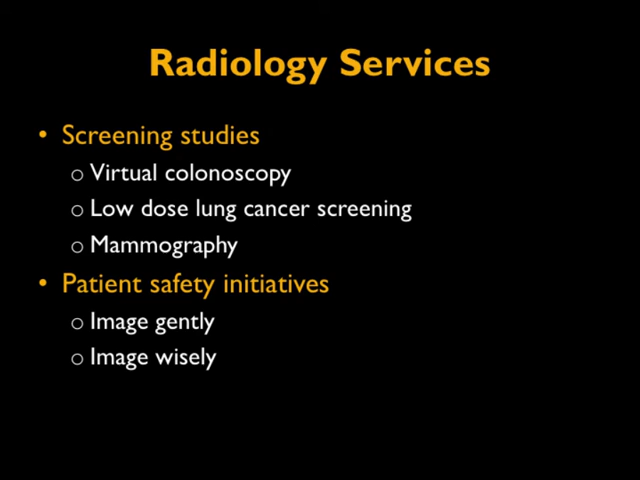 Radiology Services
• Screening studies
o Virtual colonoscopy
o Low dose lung cancer screening
o Mammography
• Patient safety initiatives
o Image gently
o Image wisely